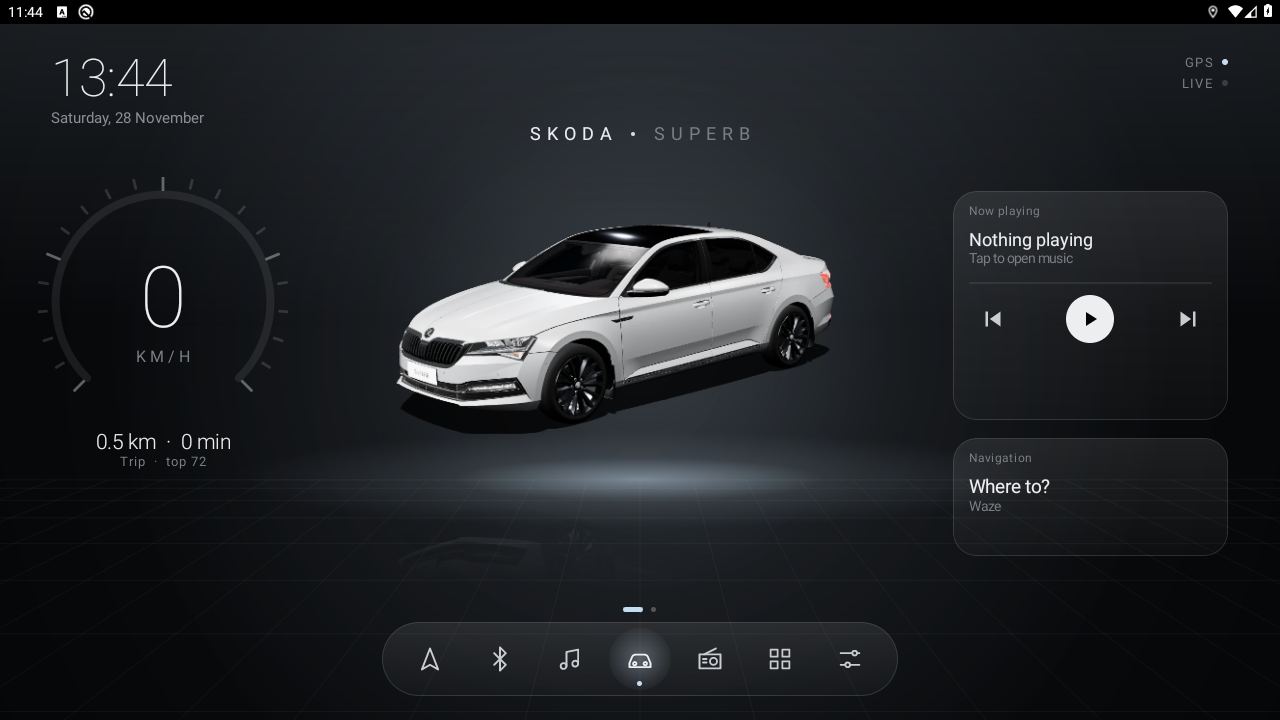 11:44
13:44
Saturday, 28 November
GPS
LIVE
SKODA • SUPERB
0
KM/H
0.5 km · 0 min
Trip · top 72
Now playing
Nothing playing
Tap to open music
Navigation
Where to?
Waze